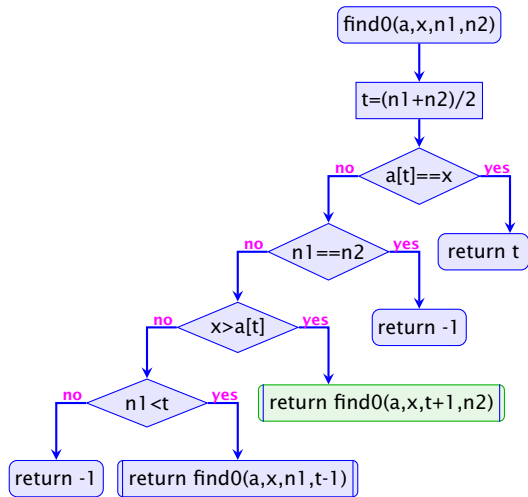 find0(a,x,n1,n2)
t=(n1+n2)/2
a[t]==x
no
yes
return t
n1==n2
no
yes
return -1
x>a[t]
no
yes
return find0(a,x,t+1,n2)
n1<t
no
yes
return -1
return find0(a,x,n1,t-1)